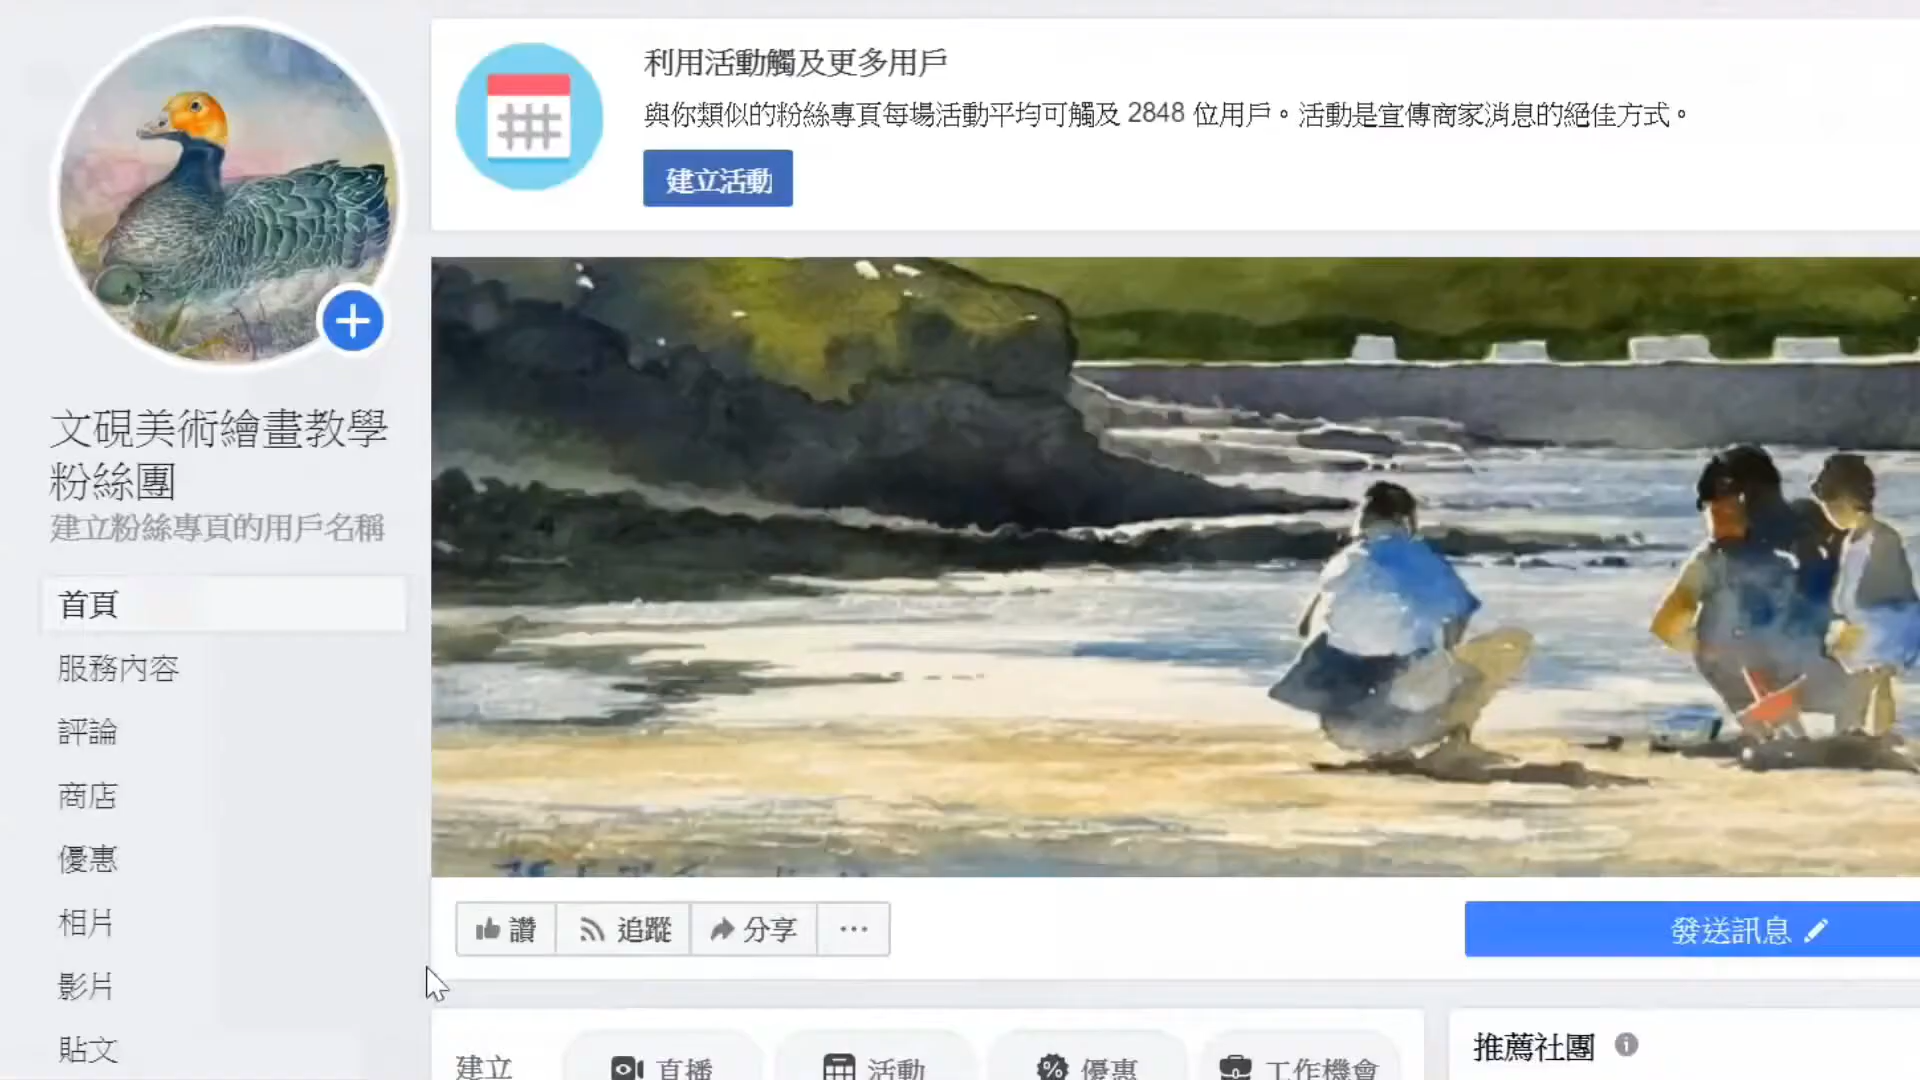 利用活動觸及更多用戶
與你類似的粉絲專頁每場活動平均可觸及 2848 位用戶。活動是宣傳商家消息的絕佳方式。
建立活動
文硯美術繪畫教學
粉絲團
建立粉絲專頁的用戶名稱
首頁
服務內容
評論
商店
優惠
相片
影片
貼文
讚
追蹤
分享
發送訊息
建立
直播
活動
優惠
工作機會
推薦社團